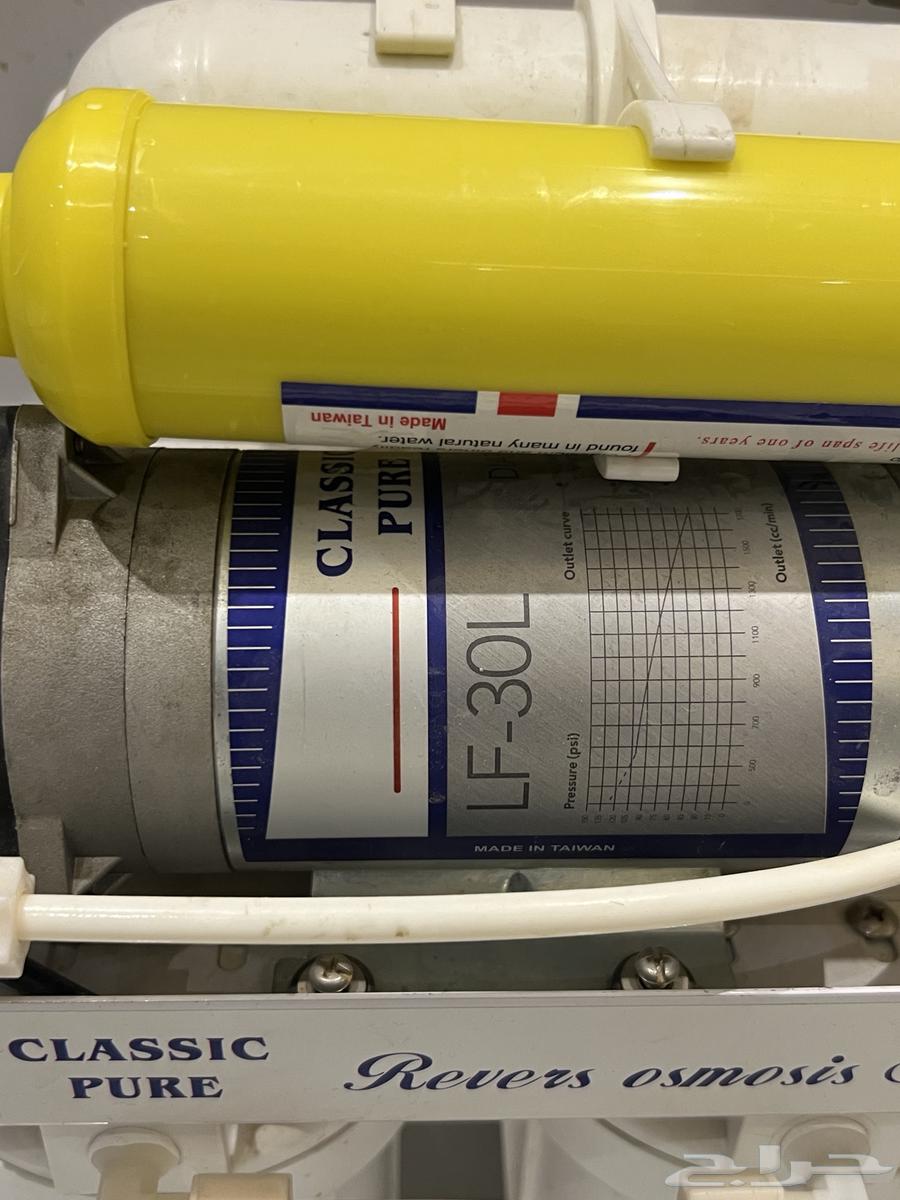 Made in Taiwan
found in many natural water.
life span of one years.
CLASSIC
PURE
LF-30L
Outlet curve
Pressure (psi)
Outlet (cc/min)
1500
1300
1100
900
700
500
0
MADE IN TAIWAN
CLASSIC
PURE
Revers osmosis
حراج